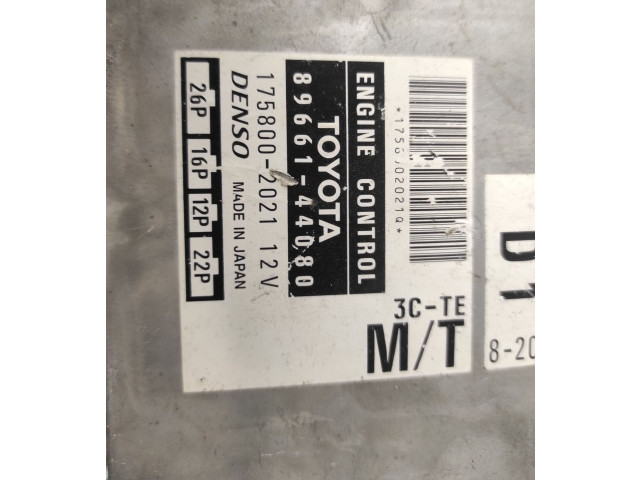 ENGINE CONTROL
TOYOTA
89661-44080
175800-2021 12V
DENSO MADE IN JAPAN
26P 16P 12P 22P
3C-TE
M/T
8-20